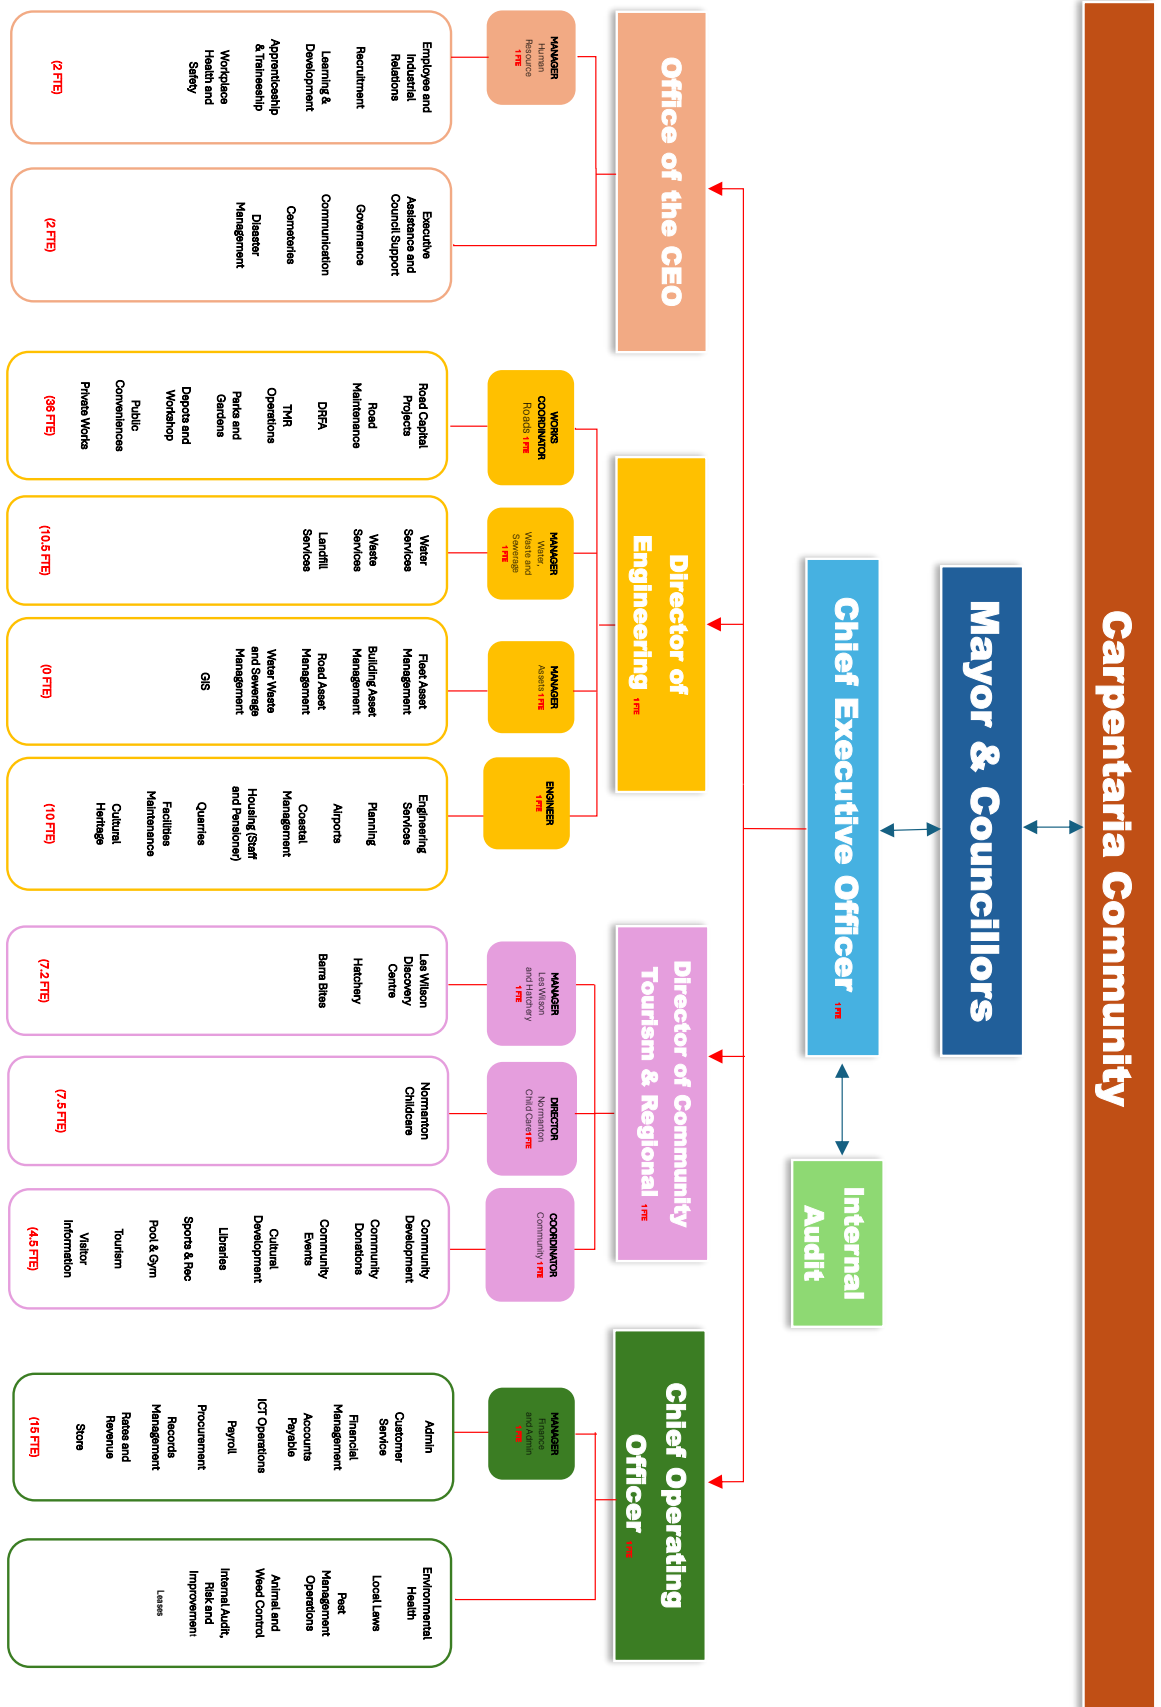 Carpentaria Community
Mayor & Councillors
Chief Executive Officer 1 FTE
Internal
Audit
Office of the CEO
MANAGER
Human
Resource
1 FTE
Employee and
Industrial
Relations
Recruitment
Learning &
Development
Apprenticeship
& Traineeship
Workplace
Health and
Safety
(2 FTE)
Executive
Assistance and
Council Support
Governance
Communication
Cemeteries
Disaster
Management
(2 FTE)
Director of
Engineering 1 FTE
WORKS
COORDINATOR
Roads 1 FTE
Road Capital
Projects
Road
Maintenance
DRFA
TMR
Operations
Parks and
Gardens
Depots and
Workshop
Public
Conveniences
Private Works
(36 FTE)
MANAGER
Water,
Waste and
Sewerage
1 FTE
Water
Services
Waste
Services
Landfill
Services
(10.5 FTE)
MANAGER
Assets 1 FTE
Fleet Asset
Management
Building Asset
Management
Road Asset
Management
Water Waste
and Sewerage
Management
GIS
(0 FTE)
ENGINEER
1 FTE
Engineering
Services
Planning
Airports
Coastal
Management
Housing (Staff
and Pensioner)
Quarries
Facilities
Maintenance
Cultural
Heritage
(10 FTE)
Director of Community
Tourism & Regional 1 FTE
MANAGER
Les Wilson
and Hatchery
1 FTE
Les Wilson
Discovery
Centre
Hatchery
Barra Bites
(7.2 FTE)
DIRECTOR
Normanton
Child Care 1 FTE
Normanton
Childcare
(7.5 FTE)
COORDINATOR
Community 1 FTE
Community
Development
Community
Donations
Community
Events
Cultural
Development
Libraries
Sports & Rec
Pool & Gym
Tourism
Visitor
Information
(4.5 FTE)
Chief Operating
Officer 1 FTE
MANAGER
Finance
and Admin
1 FTE
Admin
Customer
Service
Financial
Management
Accounts
Payable
ICT Operations
Payroll
Procurement
Records
Management
Rates and
Revenue
Store
(15 FTE)
Environmental
Health
Local Laws
Pest
Management
Operations
Animal and
Weed Control
Internal Audit,
Risk and
Improvement
Leases